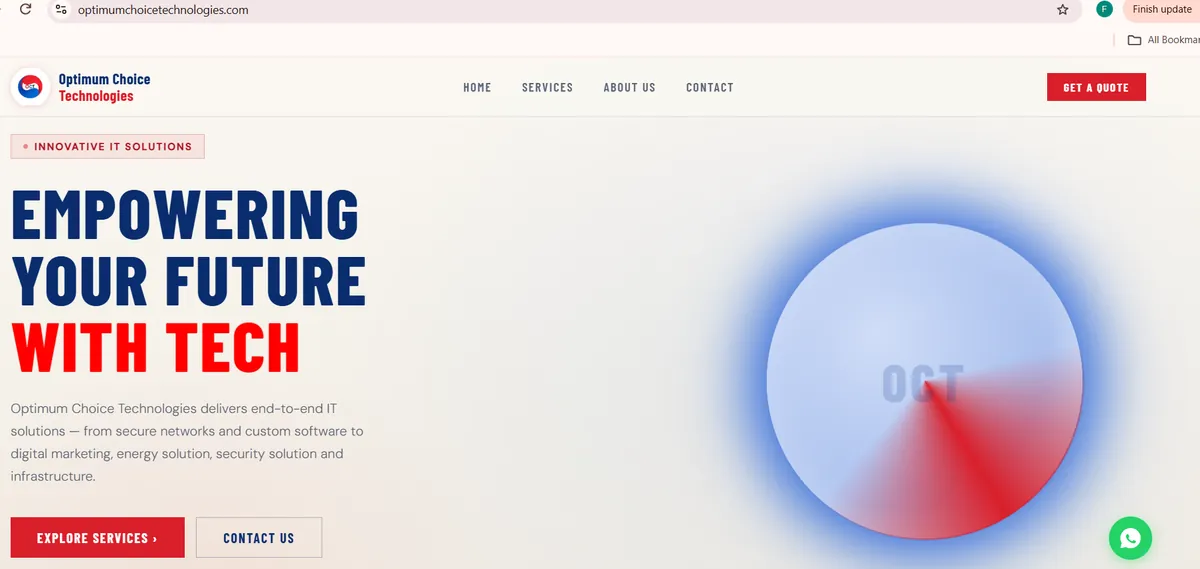 optimumchoicetechnologies.com
F
Finish update
All Bookmar
Optimum Choice
Technologies
HOME
SERVICES
ABOUT US
CONTACT
GET A QUOTE
INNOVATIVE IT SOLUTIONS
EMPOWERING
YOUR FUTURE
WITH TECH
OCT
Optimum Choice Technologies delivers end-to-end IT
solutions — from secure networks and custom software to
digital marketing, energy solution, security solution and
infrastructure.
EXPLORE SERVICES ›
CONTACT US